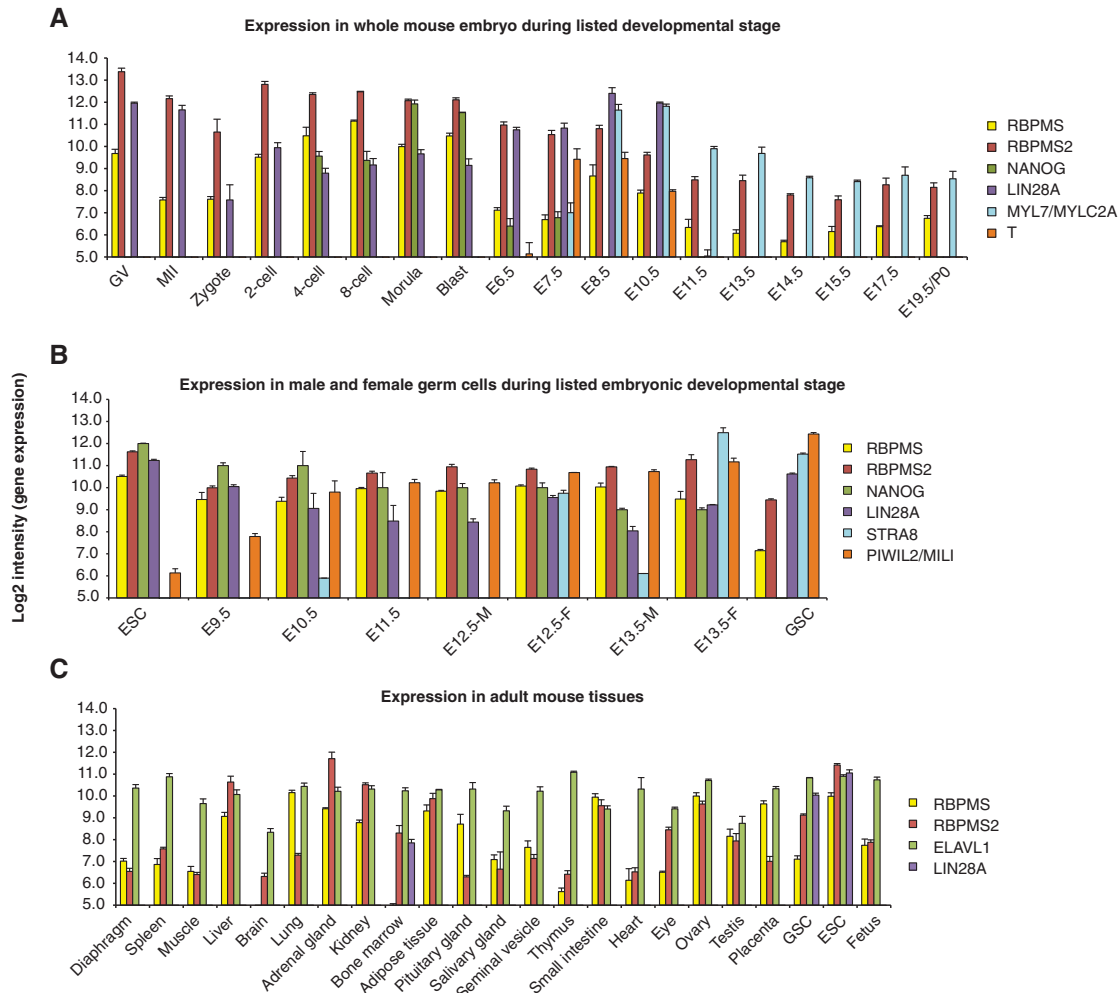 A
Expression in whole mouse embryo during listed developmental stage
14.0
13.0
12.0
11.0
10.0
9.0
8.0
7.0
6.0
5.0
GV
MII
Zygote
2-cell
4-cell
8-cell
Morula
Blast
E6.5
E7.5
E8.5
E10.5
E11.5
E13.5
E14.5
E15.5
E17.5
E19.5/P0
RBPMS
RBPMS2
NANOG
LIN28A
MYL7/MYLC2A
T
Log2 intensity (gene expression)
B
Expression in male and female germ cells during listed embryonic developmental stage
14.0
13.0
12.0
11.0
10.0
9.0
8.0
7.0
6.0
5.0
ESC
E9.5
E10.5
E11.5
E12.5-M
E12.5-F
E13.5-M
E13.5-F
GSC
RBPMS
RBPMS2
NANOG
LIN28A
STRA8
PIWIL2/MILI
C
Expression in adult mouse tissues
14.0
13.0
12.0
11.0
10.0
9.0
8.0
7.0
6.0
5.0
Diaphragm
Spleen
Muscle
Liver
Brain
Lung
Adrenal gland
Kidney
Bone marrow
Adipose tissue
Pituitary gland
Salivary gland
Seminal vesicle
Thymus
Small intestine
Heart
Eye
Ovary
Testis
Placenta
GSC
ESC
Fetus
RBPMS
RBPMS2
ELAVL1
LIN28A